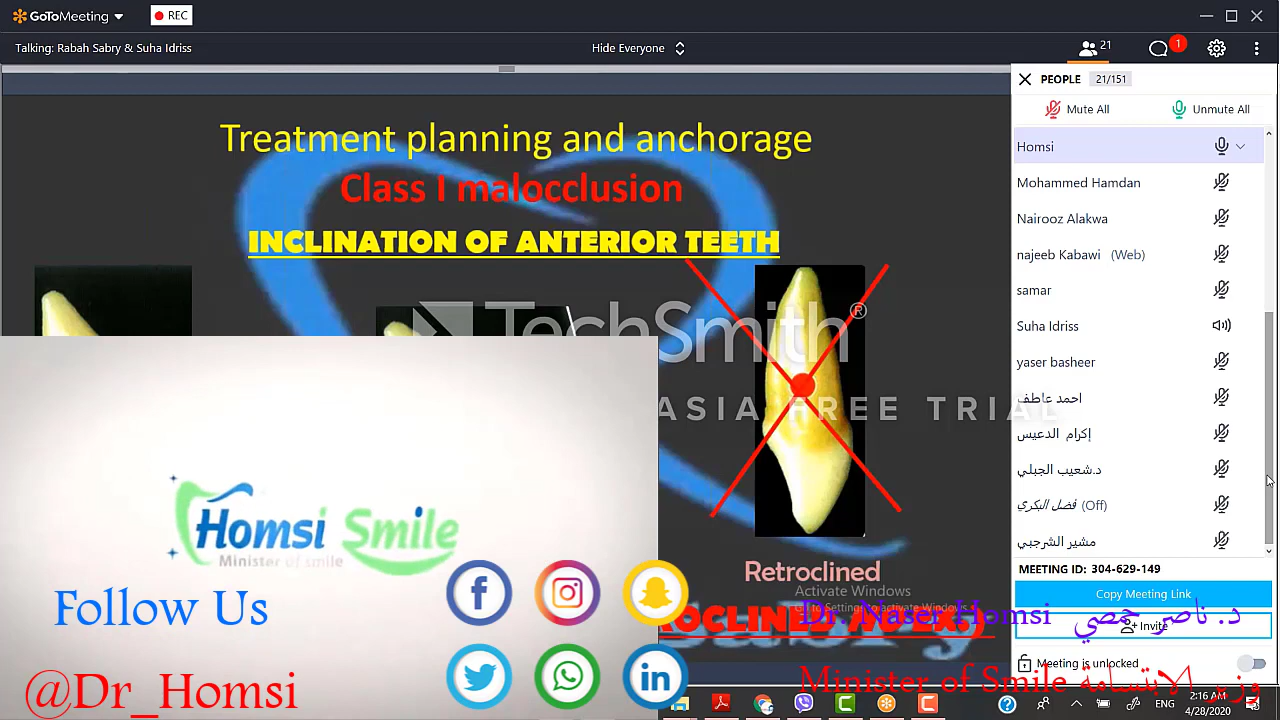 GoToMeeting
REC
Talking: Rabah Sabry & Suha Idriss
Hide Everyone
21
1
PEOPLE 21/151
Mute All Unmute All
Homsi
Mohammed Hamdan
Nairooz Alakwa
najeeb Kabawi (Web)
samar
Suha Idriss
yaser basheer
احمد عاطف
إكرام الدعيس
د.شعيب الجبلي
فضل البكري (Off)
مشير الشرجبي
MEETING ID: 304-629-149
Copy Meeting Link
Invite
Meeting is unlocked
Treatment planning and anchorage
Class I malocclusion
INCLINATION OF ANTERIOR TEETH
TechSmith®
ASIA FREE TRIAL
Retroclined
Activate Windows
Go to Settings to activate Windows.
Homsi Smile
Minister of smile
Follow Us
@Dr_Homsi
Dr. Naser Homsi د. ناصر حمصي
Minister of Smile وزير الابتسامة
ENG
2:16 AM
4/28/2020